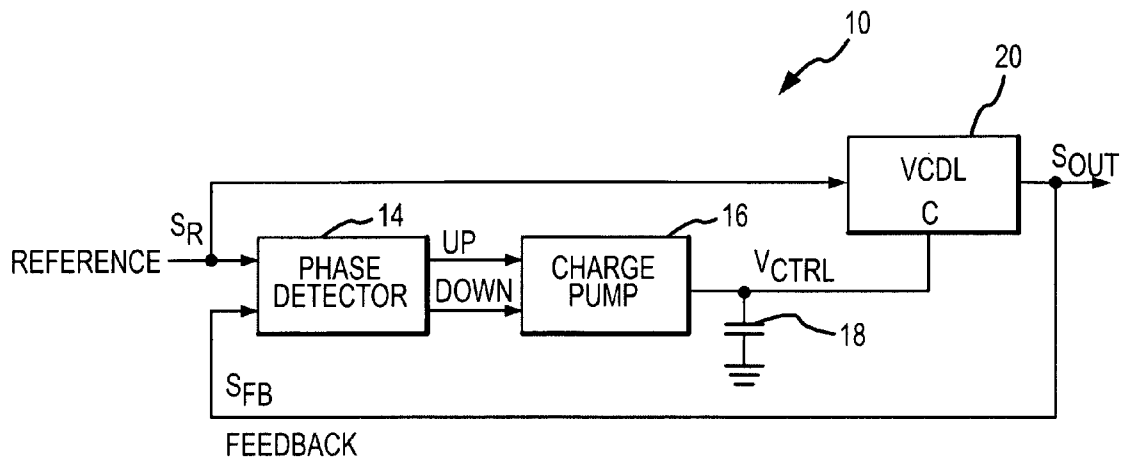 10
20
VCDL
C
SOUT
SR
14
16
REFERENCE
PHASE
DETECTOR
UP
DOWN
CHARGE
PUMP
VCTRL
18
SFB
FEEDBACK